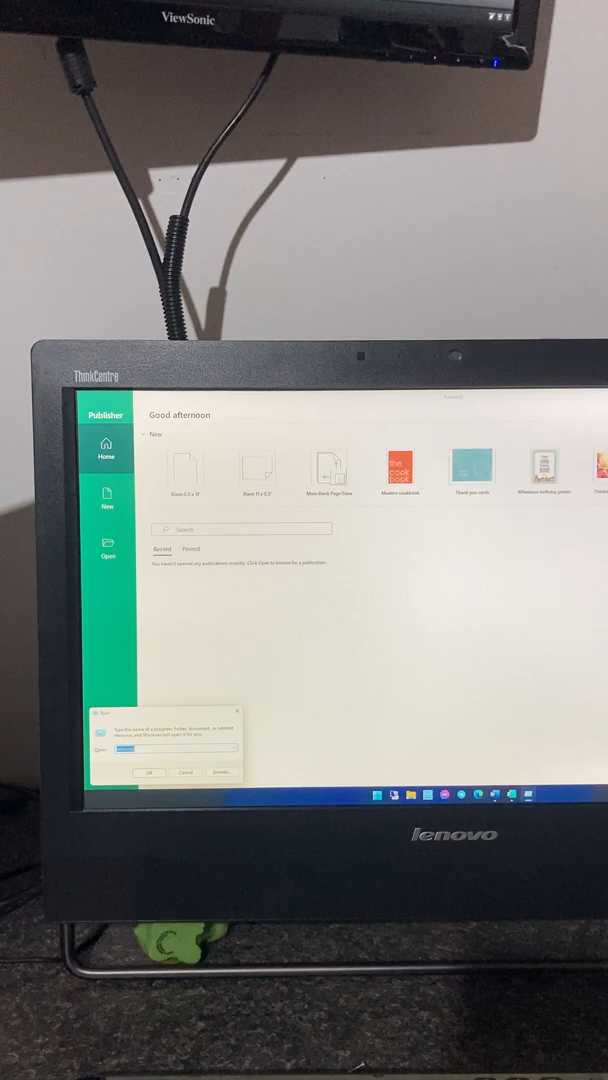 ViewSonic
ThinkCentre
Publisher
Good afternoon
Home
New
Blank 8.5 x 11"
Blank 11 x 8.5"
More Blank Page Sizes
the
cook
book
Modern cookbook
Thank you cards
Milestone birthday poster
New
Search
Open
Recent
Pinned
You haven't opened any publications recently. Click Open to browse for a publication.
Run
Type the name of a program, folder, document, or Internet
resource, and Windows will open it for you.
Open:
OK
Cancel
Browse...
lenovo
C